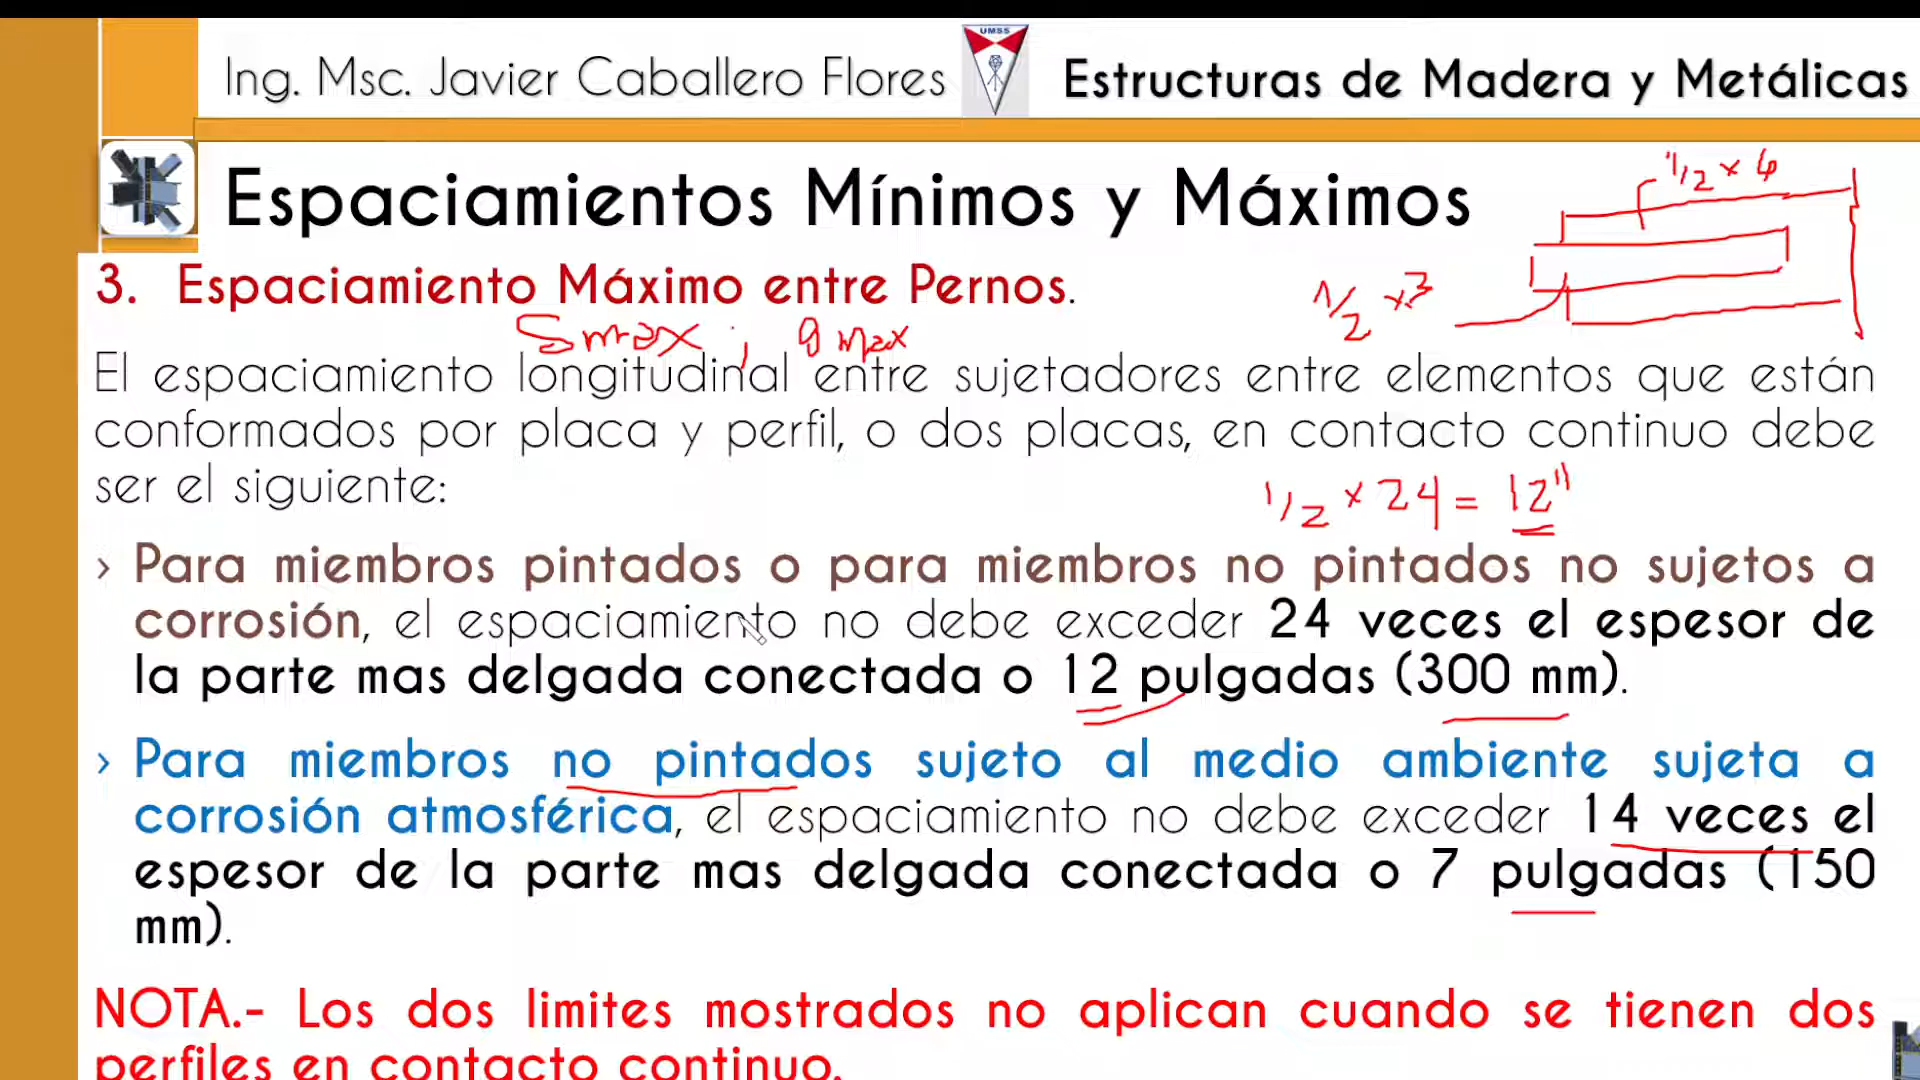 Ing. Msc. Javier Caballero Flores
UMSS
Estructuras de Madera y Metálicas
Espaciamientos Mínimos y Máximos
1/2 x 6
1/2 x 3
3. Espaciamiento Máximo entre Pernos.
Smax ; gmax
El espaciamiento longitudinal entre sujetadores entre elementos que están
conformados por placa y perfil, o dos placas, en contacto continuo debe
ser el siguiente:
1/2 x 24 = 12"
› Para miembros pintados o para miembros no pintados no sujetos a
corrosión, el espaciamiento no debe exceder 24 veces el espesor de
la parte mas delgada conectada o 12 pulgadas (300 mm).
› Para miembros no pintados sujeto al medio ambiente sujeta a
corrosión atmosférica, el espaciamiento no debe exceder 14 veces el
espesor de la parte mas delgada conectada o 7 pulgadas (150
mm).
NOTA.- Los dos limites mostrados no aplican cuando se tienen dos
perfiles en contacto continuo.